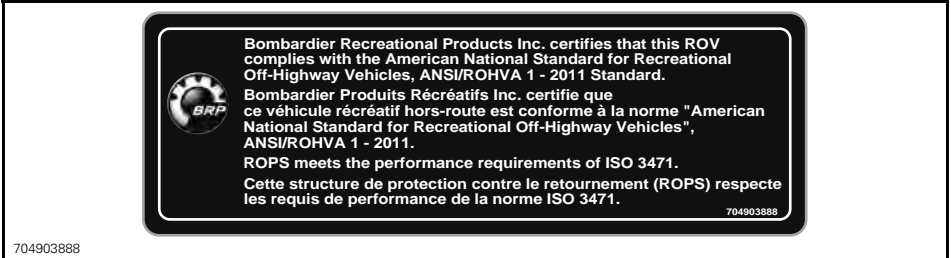 Bombardier Recreational Products Inc. certifies that this ROV
complies with the American National Standard for Recreational
Off-Highway Vehicles, ANSI/ROHVA 1 - 2011 Standard.
Bombardier Produits Récréatifs Inc. certifie que
ce véhicule récréatif hors-route est conforme à la norme "American
National Standard for Recreational Off-Highway Vehicles",
ANSI/ROHVA 1 - 2011.
ROPS meets the performance requirements of ISO 3471.
Cette structure de protection contre le retournement (ROPS) respecte
les requis de performance de la norme ISO 3471.
BRP
704903888
704903888